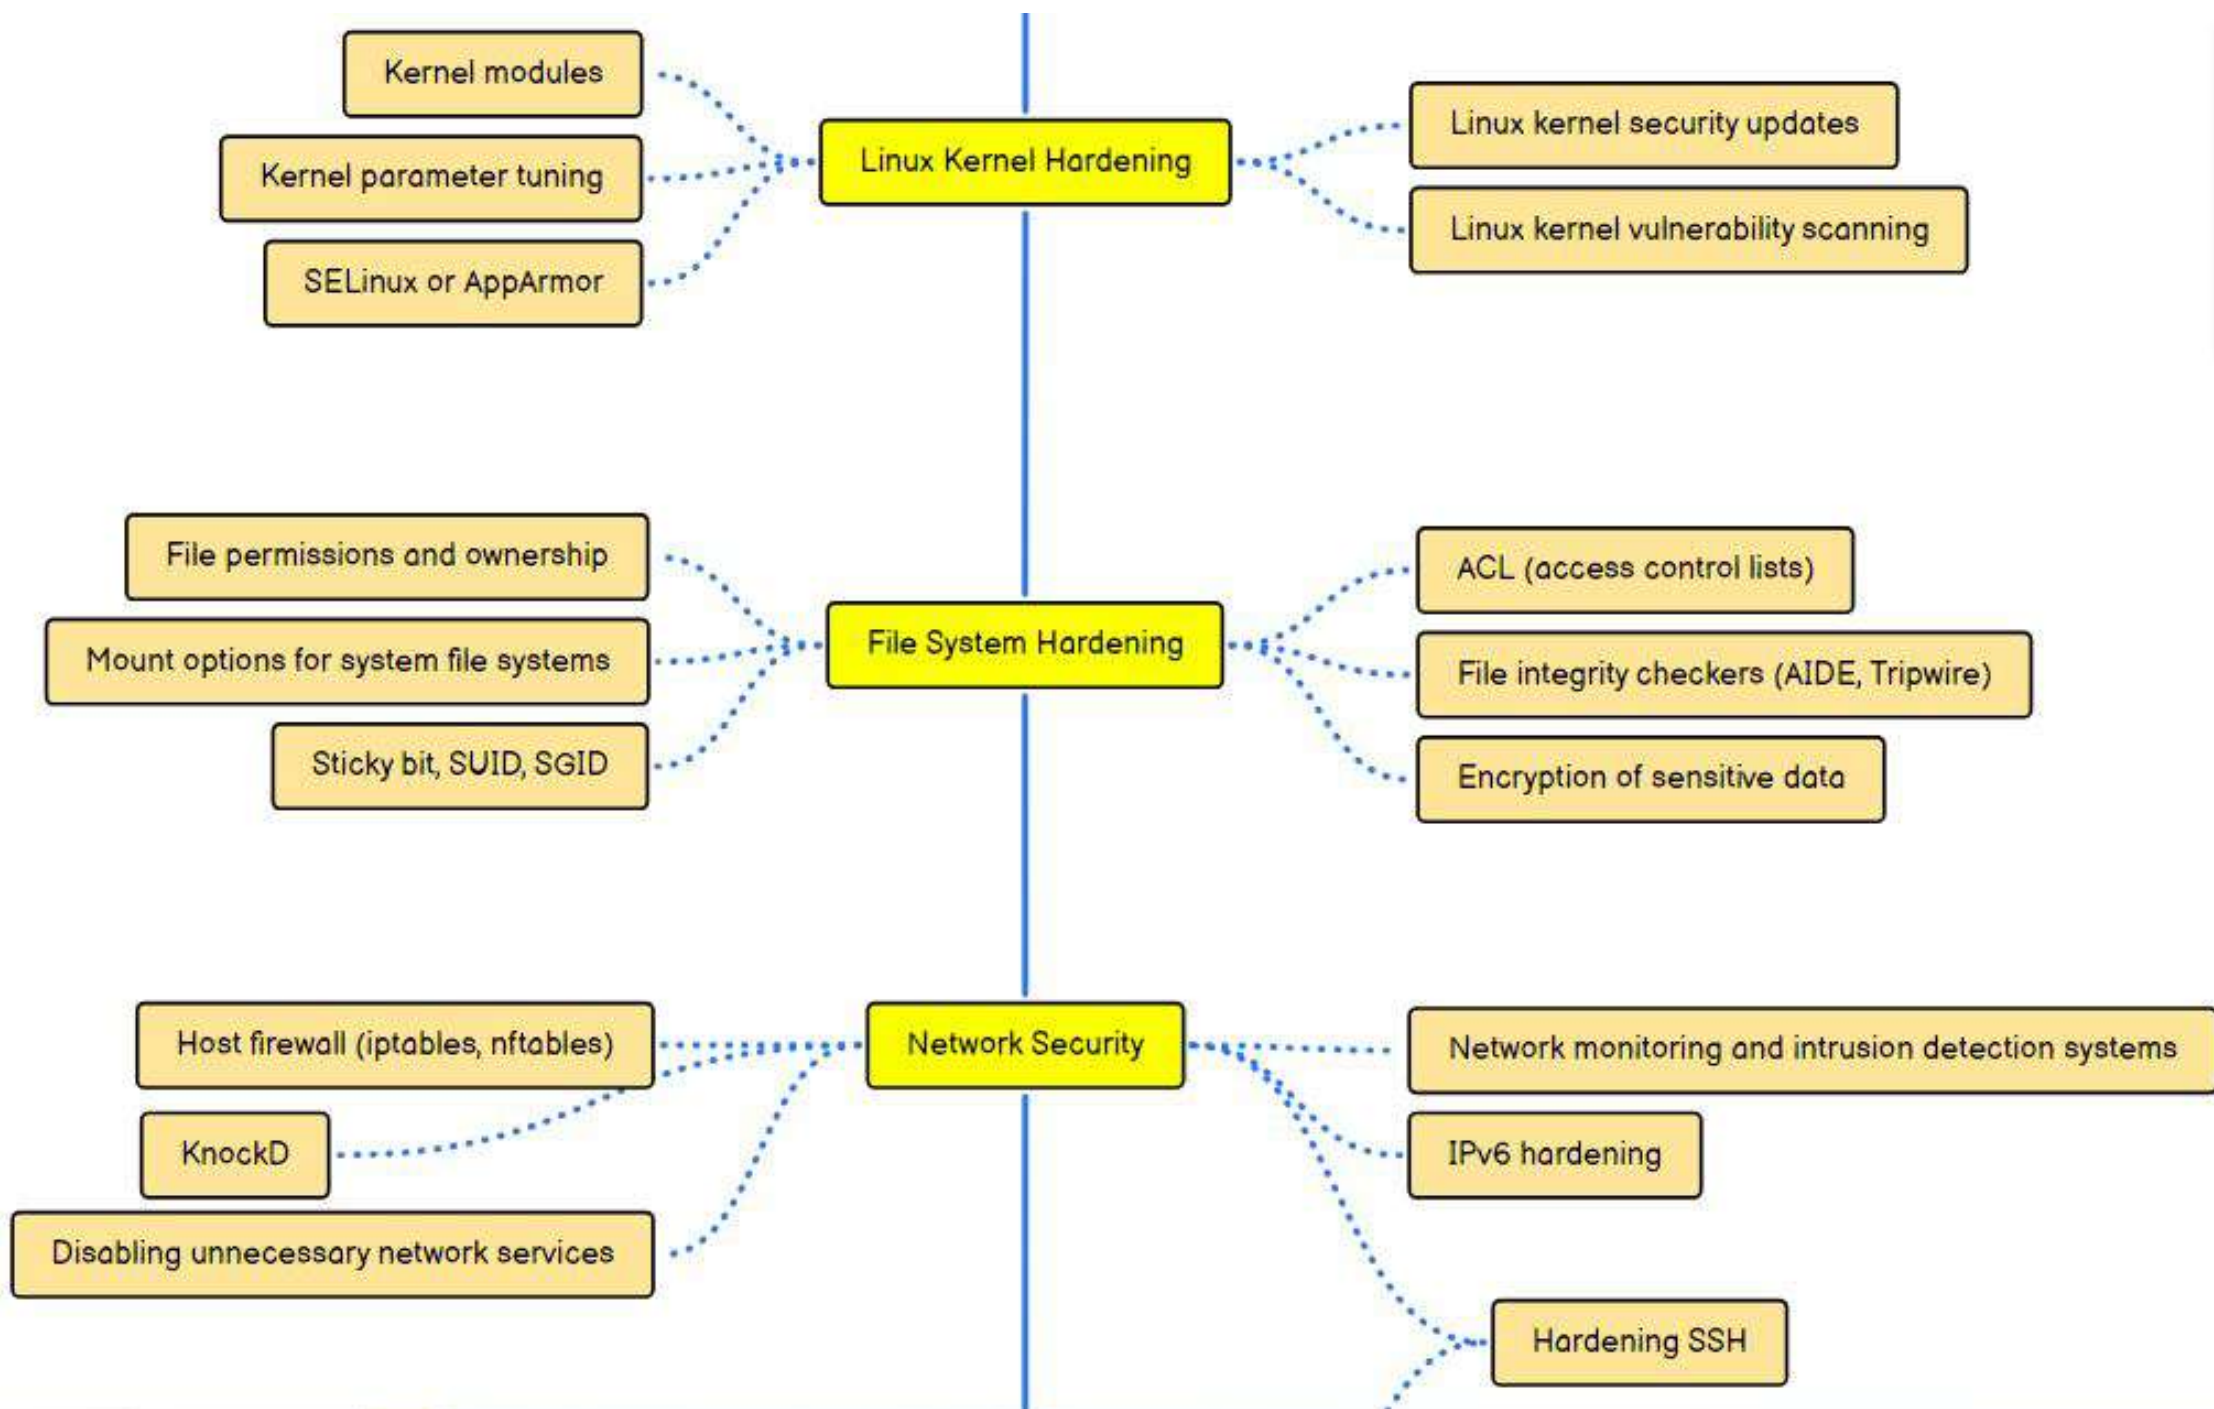 Kernel modules
Kernel parameter tuning
SELinux or AppArmor
Linux Kernel Hardening
Linux kernel security updates
Linux kernel vulnerability scanning
File permissions and ownership
Mount options for system file systems
Sticky bit, SUID, SGID
File System Hardening
ACL (access control lists)
File integrity checkers (AIDE, Tripwire)
Encryption of sensitive data
Host firewall (iptables, nftables)
KnockD
Disabling unnecessary network services
Network Security
Network monitoring and intrusion detection systems
IPv6 hardening
Hardening SSH